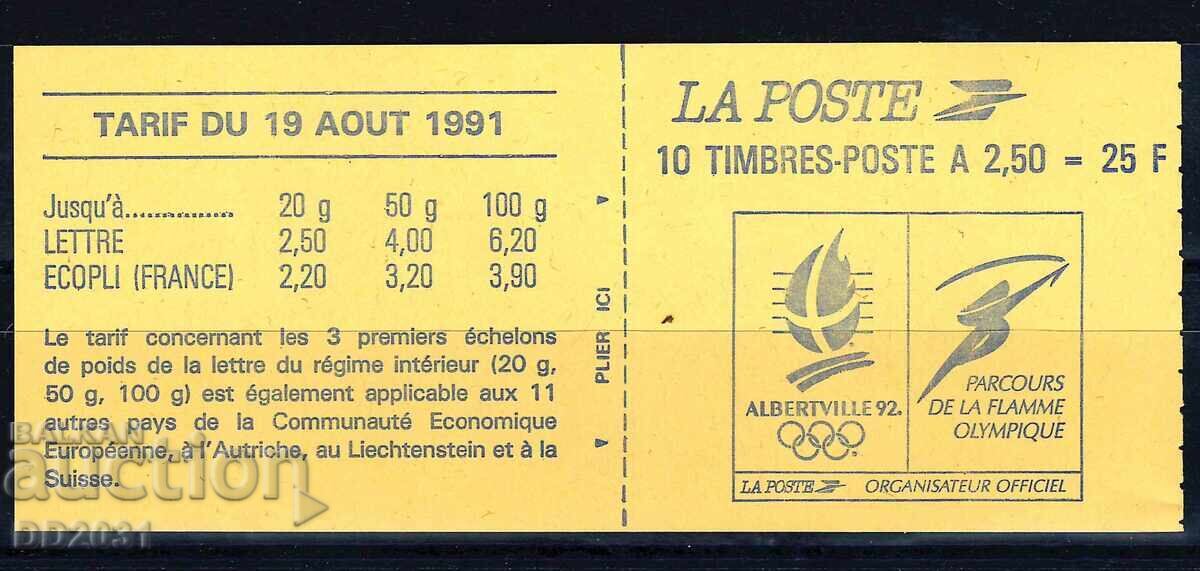 TARIF DU 19 AOUT 1991
Jusqu'à............... 20 g 50 g 100 g
LETTRE 2,50 4,00 6,20
ECOPLI (FRANCE) 2,20 3,20 3,90
Le tarif concernant les 3 premiers échelons
de poids de la lettre du régime intérieur (20 g,
50 g, 100 g) est également applicable aux 11
autres pays de la Communauté Economique
Européenne, à l'Autriche, au Liechtenstein et à la
Suisse.
PLIER ICI
LA POSTE
10 TIMBRES-POSTE A 2,50 = 25 F
ALBERTVILLE 92.
PARCOURS
DE LA FLAMME
OLYMPIQUE
LA POSTE ORGANISATEUR OFFICIEL
BALKAN
auction
DD2031